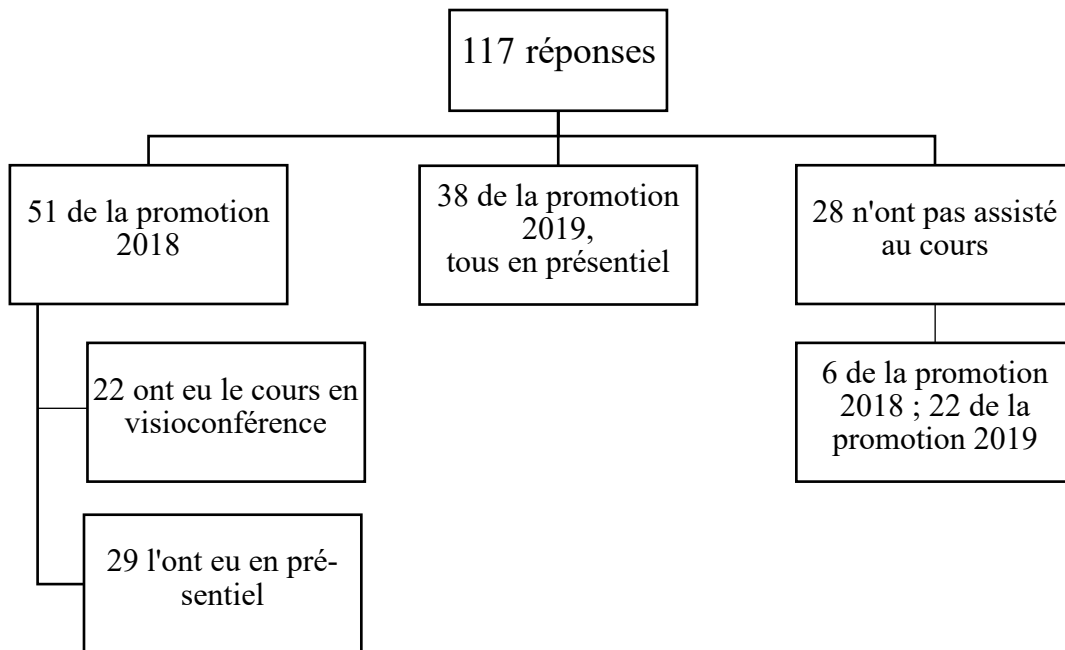 117 réponses
51 de la promotion
2018
38 de la promotion
2019,
tous en présentiel
28 n'ont pas assisté
au cours
22 ont eu le cours en
visioconférence
6 de la promotion
2018 ; 22 de la
promotion 2019
29 l'ont eu en pré-
sentiel